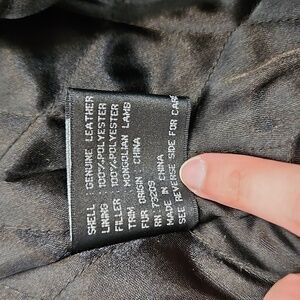 SHELL : GENUINE LEATHER
LINING : 100%POLYESTER
FILLER : 100%POLYESTER
TRIM : MONGOLIAN LAMB
FUR ORIGIN : CHINA
RN : 73209
MADE IN CHINA
SEE REVERSE SIDE FOR CARE